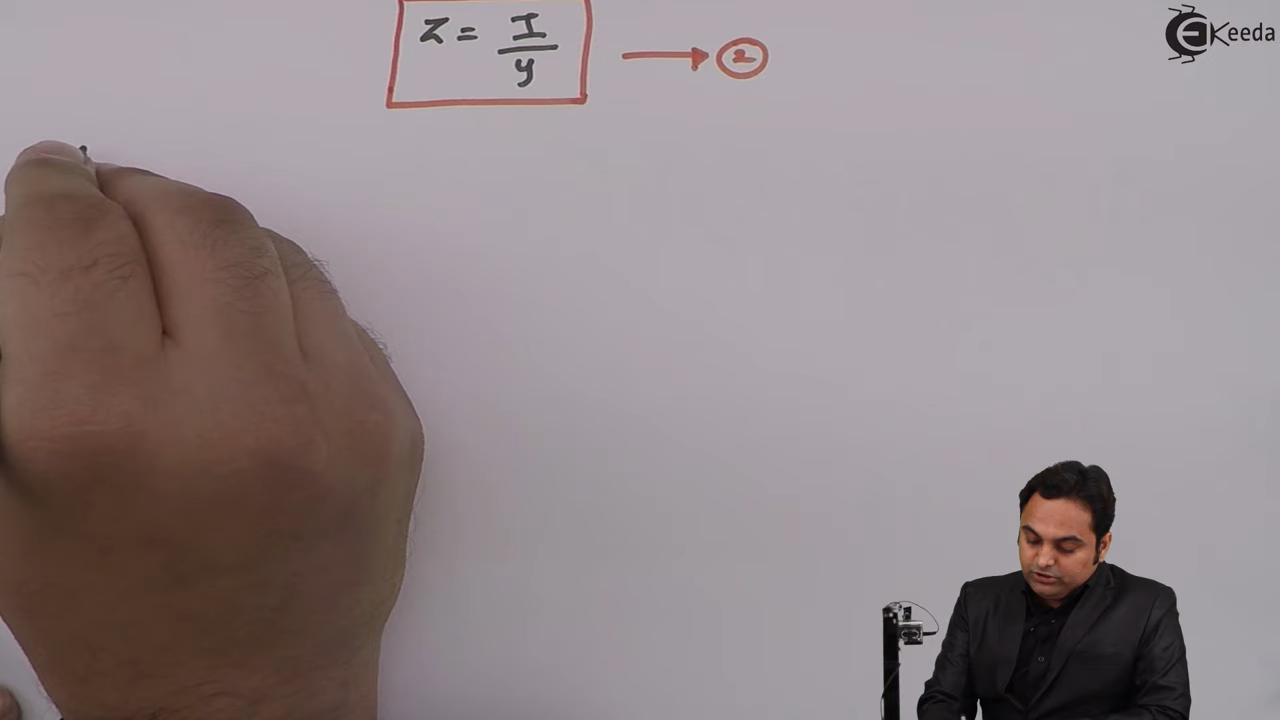 Z = I/y → ②
EKeeda